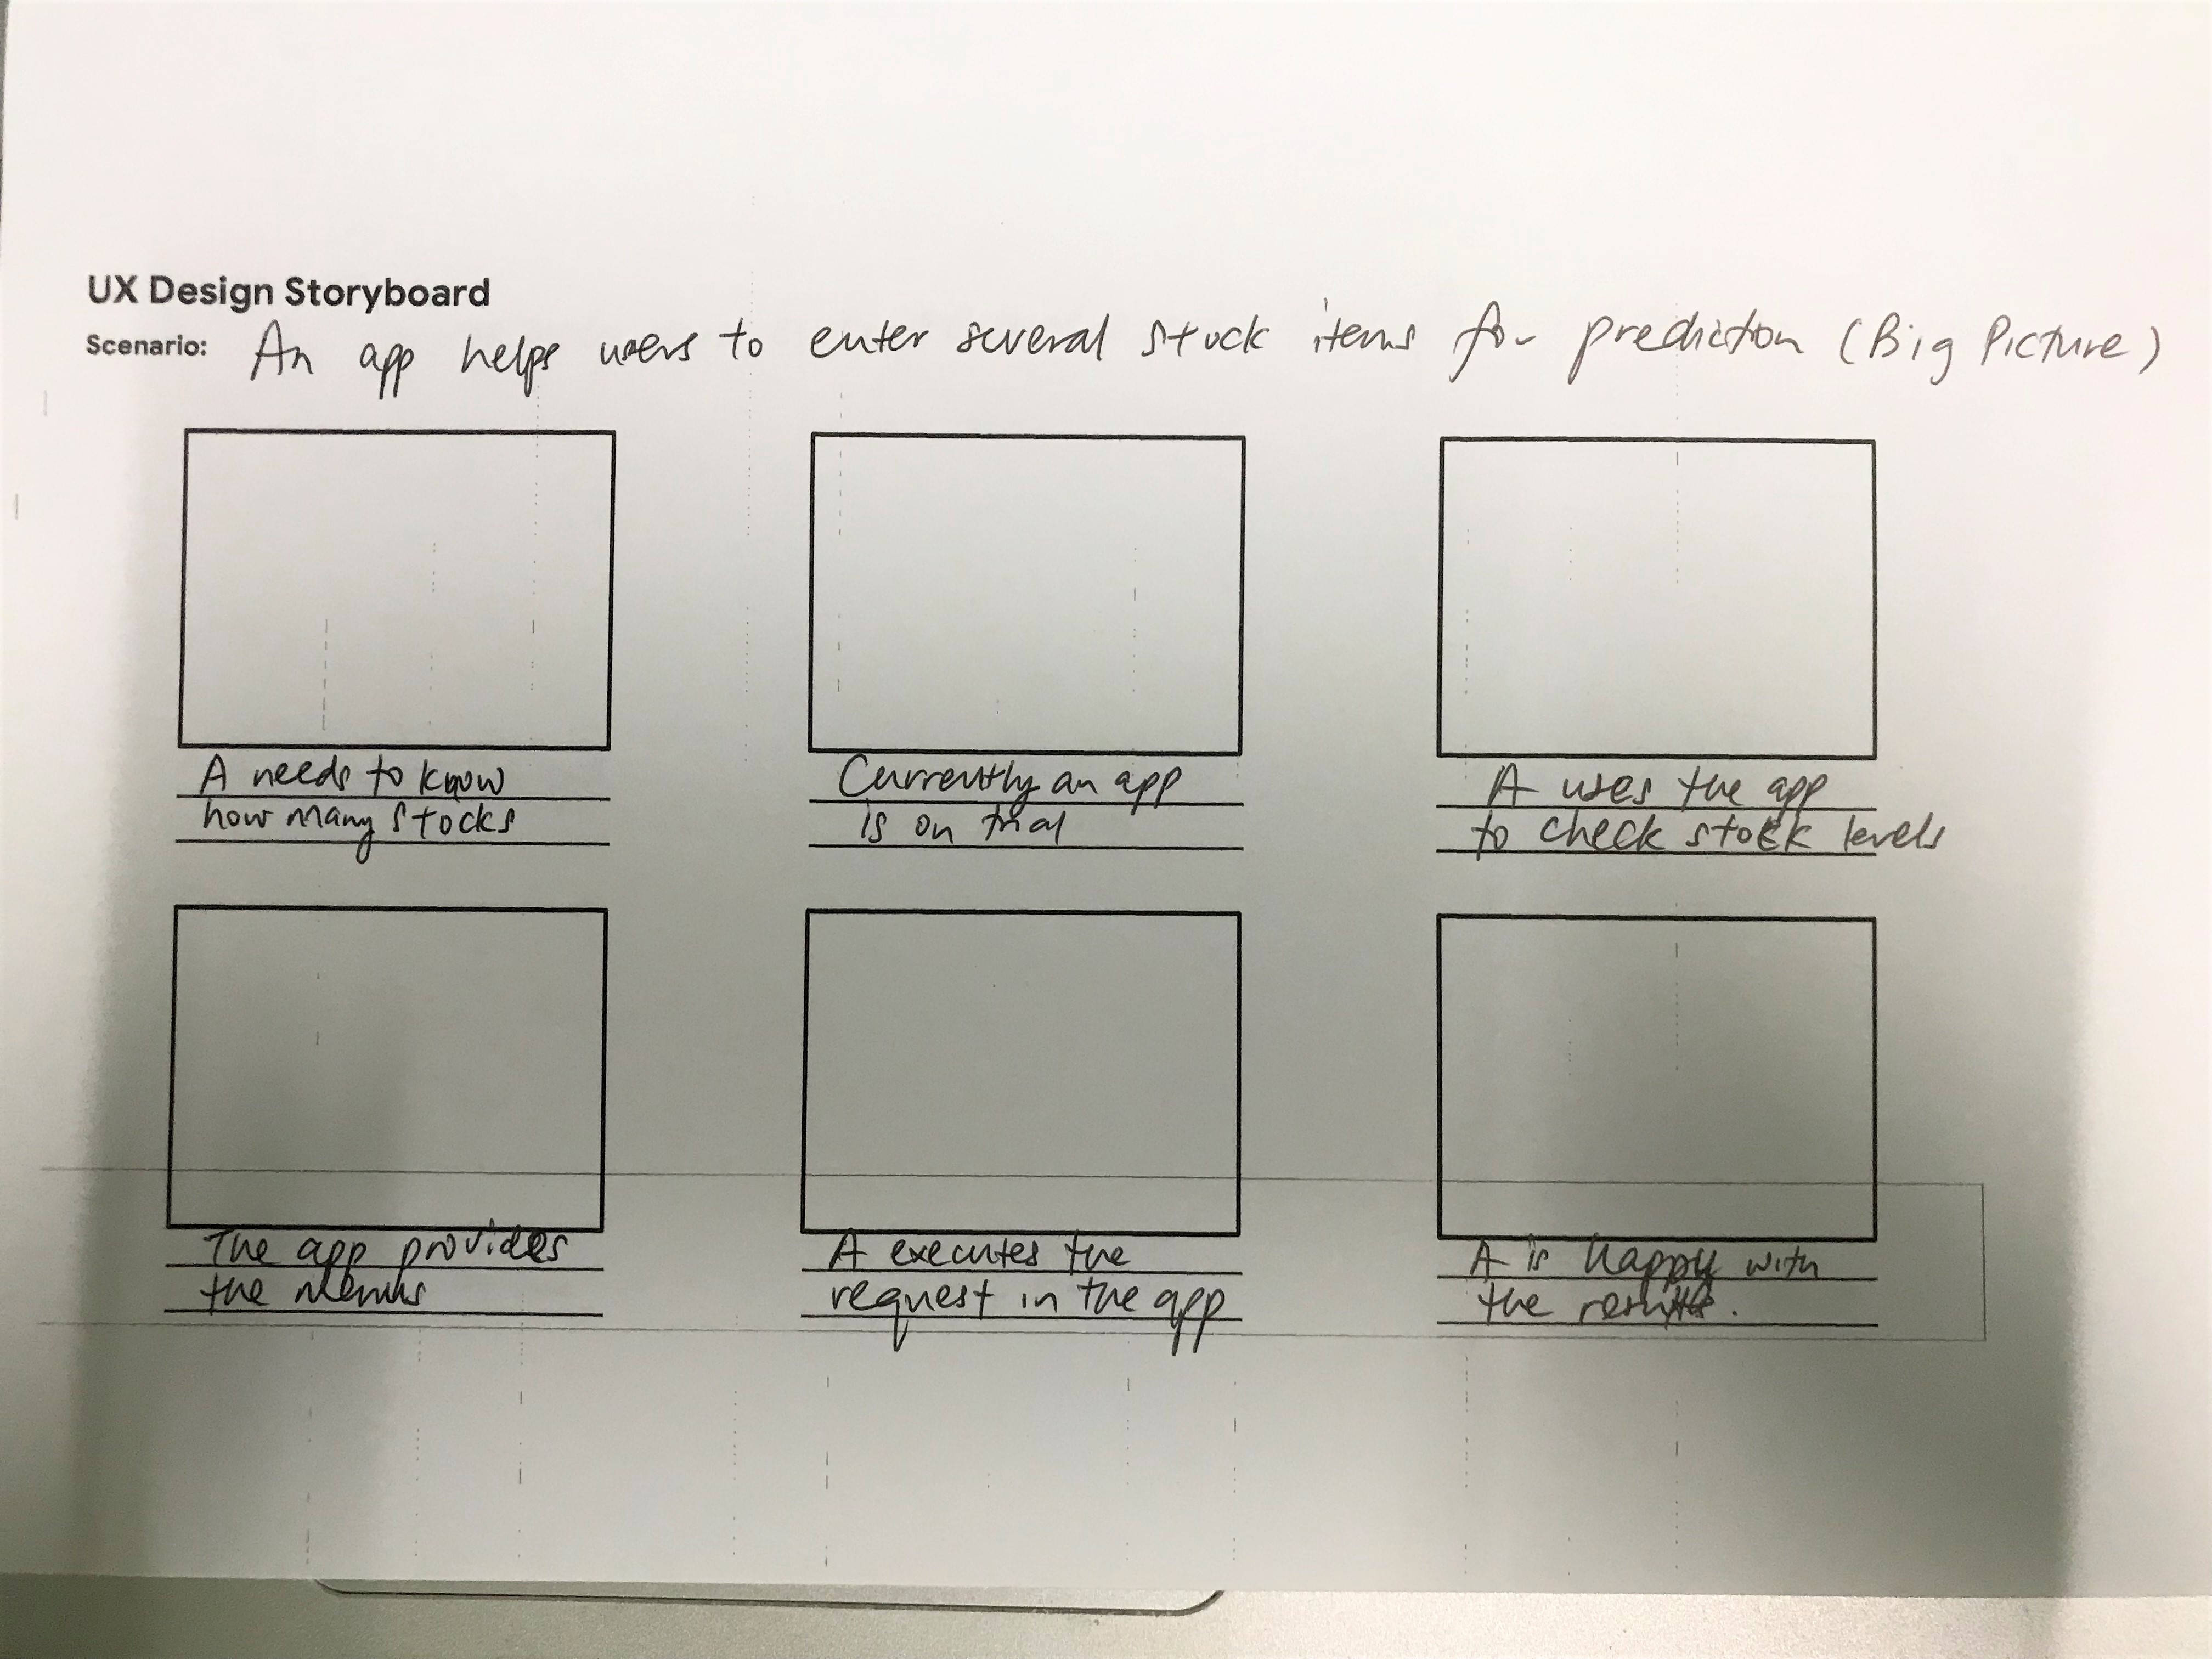 UX Design Storyboard
Scenario: An app helps users to enter several stock items for prediction (Big Picture)
A needs to know
how many stocks
Currently an app
is on trial
A uses the app
to check stock levels
The app provides
the menus
A executes the
request in the app
A is happy with
the results.